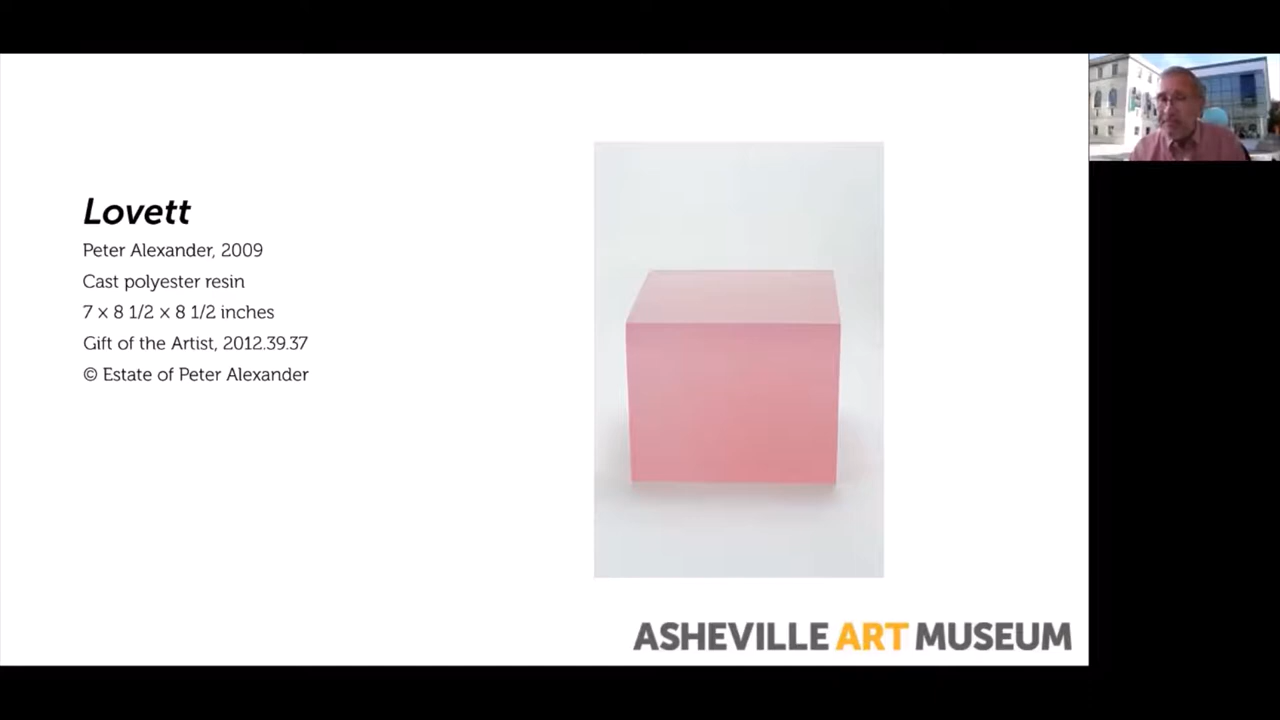 Lovett
Peter Alexander, 2009
Cast polyester resin
7 × 8 1/2 × 8 1/2 inches
Gift of the Artist, 2012.39.37
© Estate of Peter Alexander
ASHEVILLE ART MUSEUM